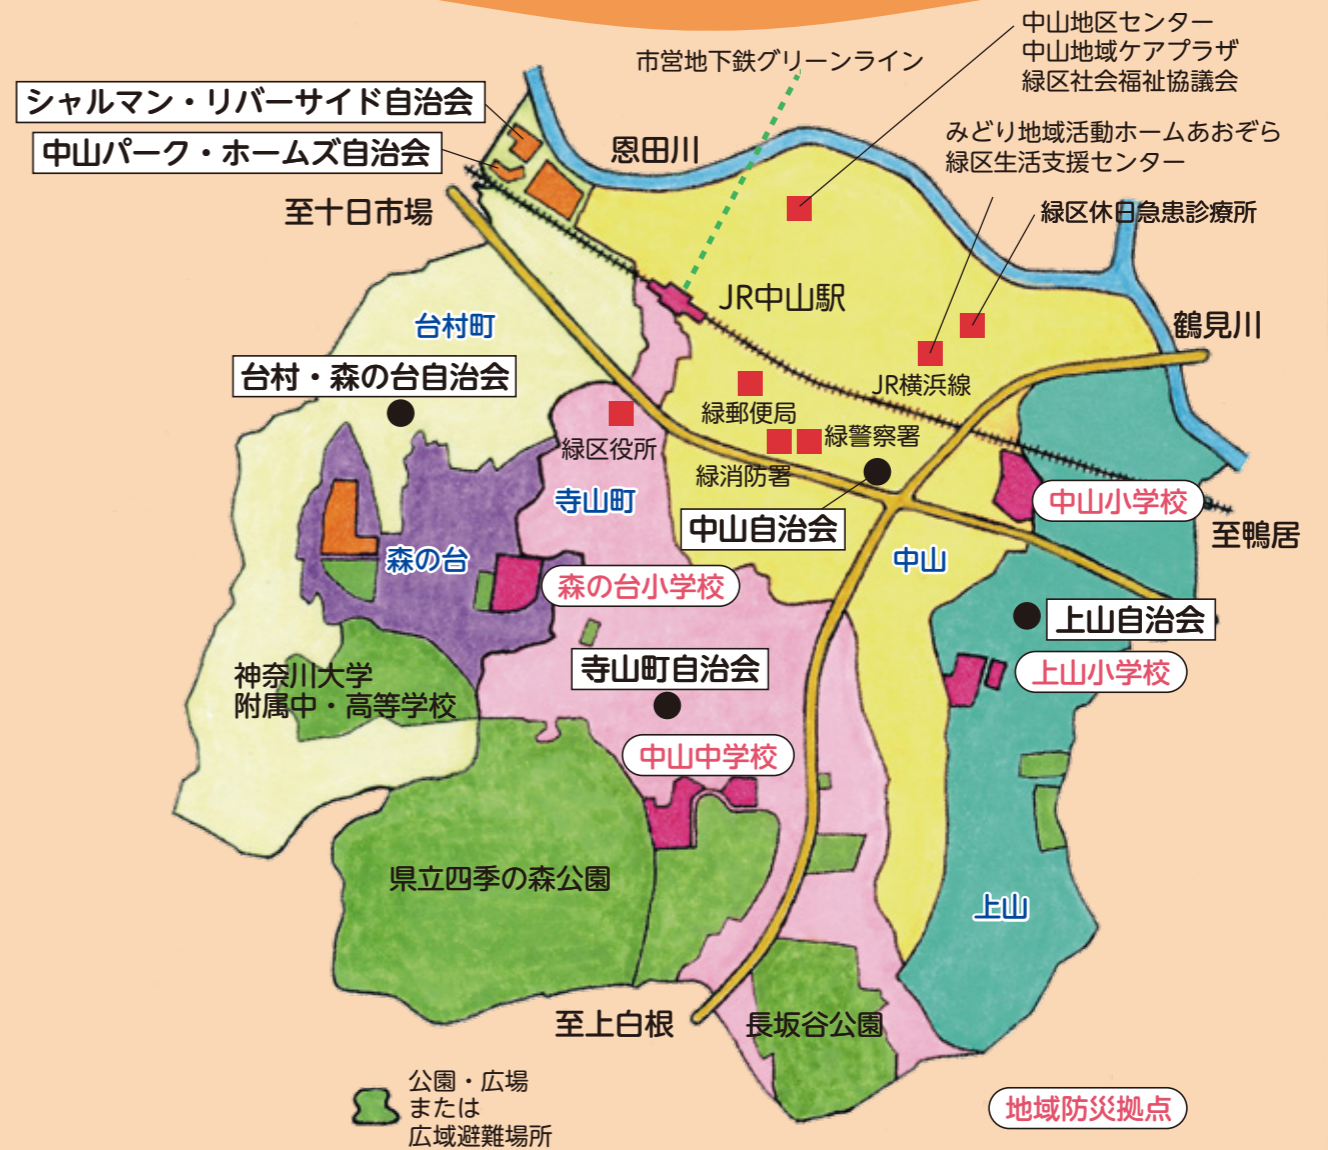 中山地区センター
中山地域ケアプラザ
緑区社会福祉協議会
市営地下鉄グリーンライン
シャルマン・リバーサイド自治会
中山パーク・ホームズ自治会
恩田川
みどり地域活動ホームあおぞら
緑区生活支援センター
至十日市場
緑区休日急患診療所
JR中山駅
台村町
鶴見川
台村・森の台自治会
JR横浜線
緑郵便局
緑警察署
緑区役所
緑消防署
寺山町
中山小学校
中山自治会
至鴨居
森の台
中山
森の台小学校
上山自治会
寺山町自治会
上山小学校
神奈川大学
附属中・高等学校
中山中学校
県立四季の森公園
上山
至上白根
長坂谷公園
公園・広場
または
広域避難場所
地域防災拠点